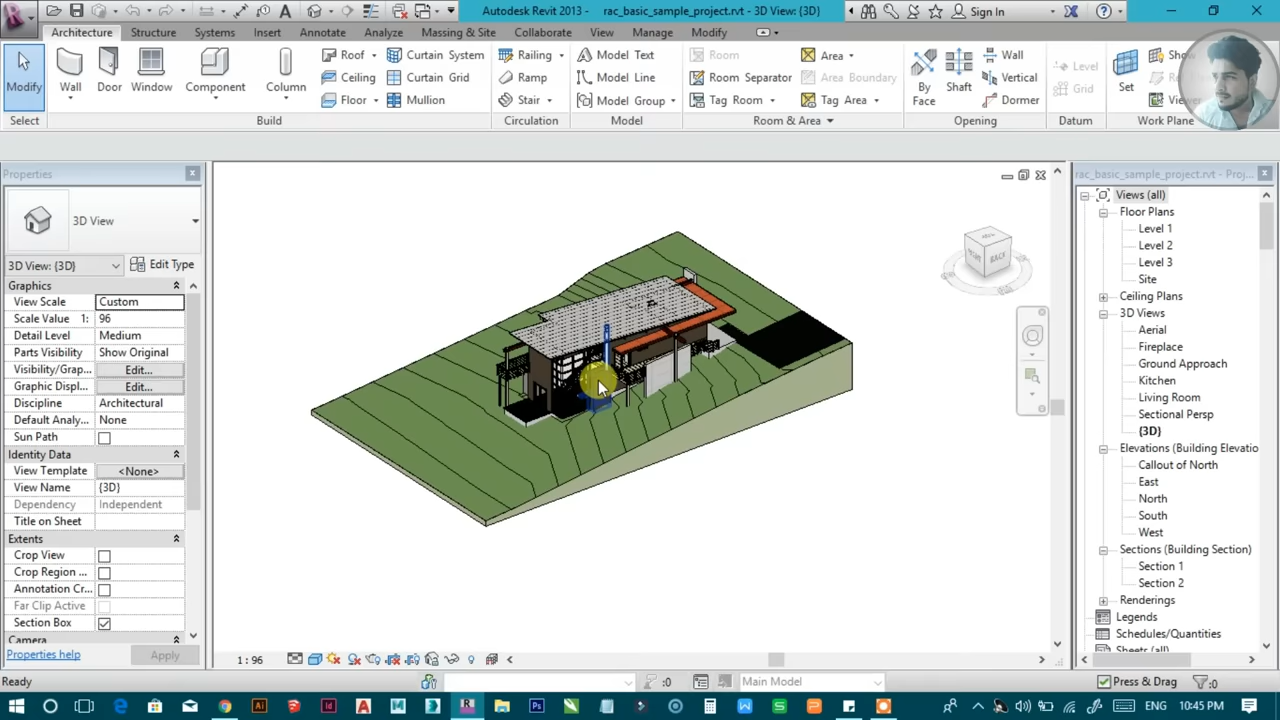 Autodesk Revit 2013 - rac_basic_sample_project.rvt - 3D View: {3D} Sign In
Architecture Structure Systems Insert Annotate Analyze Massing & Site Collaborate View Manage Modify
Modify Wall Door Window Component Column
Roof Curtain System Railing Model Text Room Area Wall Level Show
Ceiling Curtain Grid Ramp Model Line Room Separator Area Boundary Vertical Grid
Floor Mullion Stair Model Group Tag Room Tag Area Dormer Viewer
By Face Shaft Set
Select Build Circulation Model Room & Area Opening Datum Work Plane
Properties
3D View
3D View: {3D} Edit Type
Graphics
View Scale Custom
Scale Value 1: 96
Detail Level Medium
Parts Visibility Show Original
Visibility/Grap... Edit...
Graphic Displ... Edit...
Discipline Architectural
Default Analy... None
Sun Path
Identity Data
View Template <None>
View Name {3D}
Dependency Independent
Title on Sheet
Extents
Crop View
Crop Region ...
Annotation Cr...
Far Clip Active
Section Box
Camera
Properties help Apply
BACK
1 : 96
rac_basic_sample_project.rvt - Proj...
Views (all)
Floor Plans
Level 1
Level 2
Level 3
Site
Ceiling Plans
3D Views
Aerial
Fireplace
Ground Approach
Kitchen
Living Room
Sectional Persp
{3D}
Elevations (Building Elevatio
Callout of North
East
North
South
West
Sections (Building Section)
Section 1
Section 2
Renderings
Legends
Schedules/Quantities
Sheets (all)
Ready :0 Main Model Press & Drag :0
10:45 PM